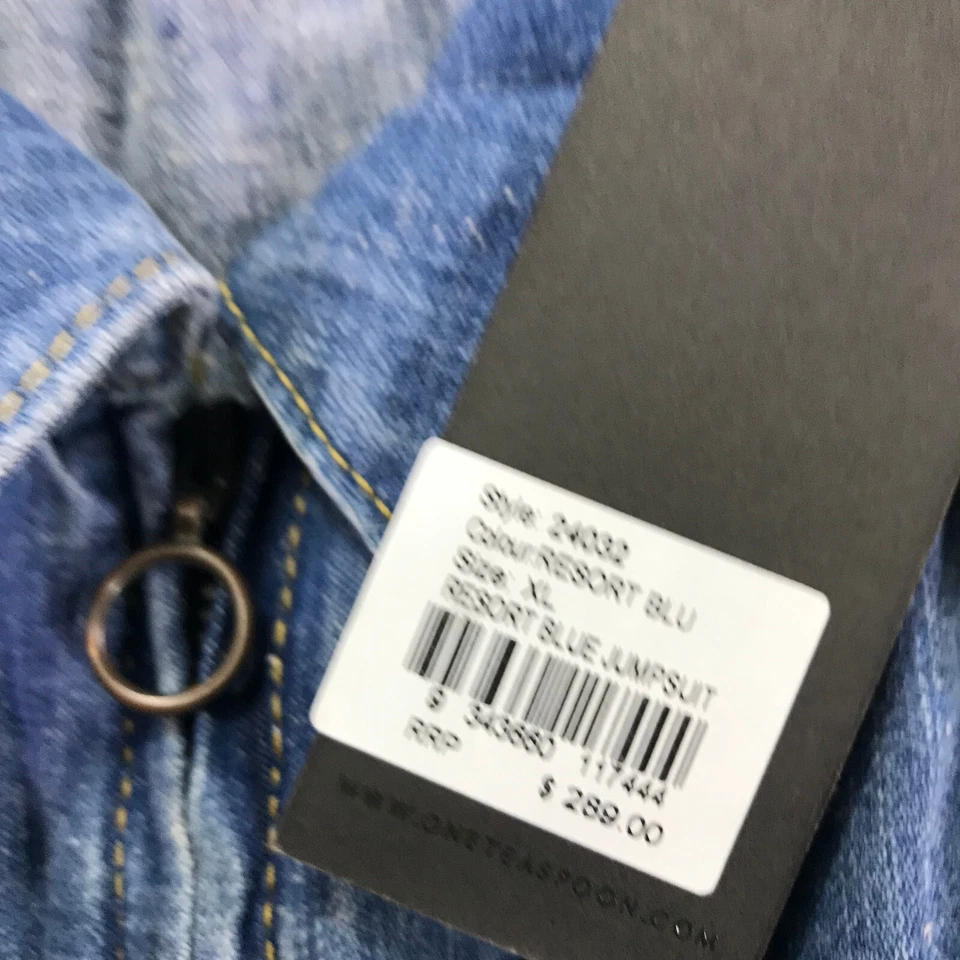 Style: 24032
Colour:RESORT BLU
Size: XL
RESORT BLUE JUMPSUIT
9 343660 117444
RRP
$ 289.00
WWW.ONETEASPOON.COM